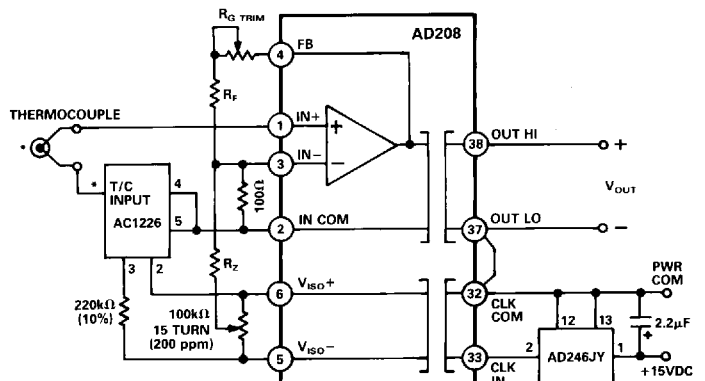 R_G TRIM
AD208
4 FB
R_F
THERMOCOUPLE
1 IN+
+
OUT HI
38
+
*
3 IN−
−
* T/C INPUT
AC1226
4
5
100Ω
V_OUT
2 IN COM
OUT LO
37
−
3 2
R_Z
6 V_ISO+
32
CLK COM
PWR COM
220kΩ
(10%)
100kΩ
15 TURN
(200 ppm)
12 13
2.2μF
+
5 V_ISO−
33
CLK IN
2 AD246JY 1
+15VDC